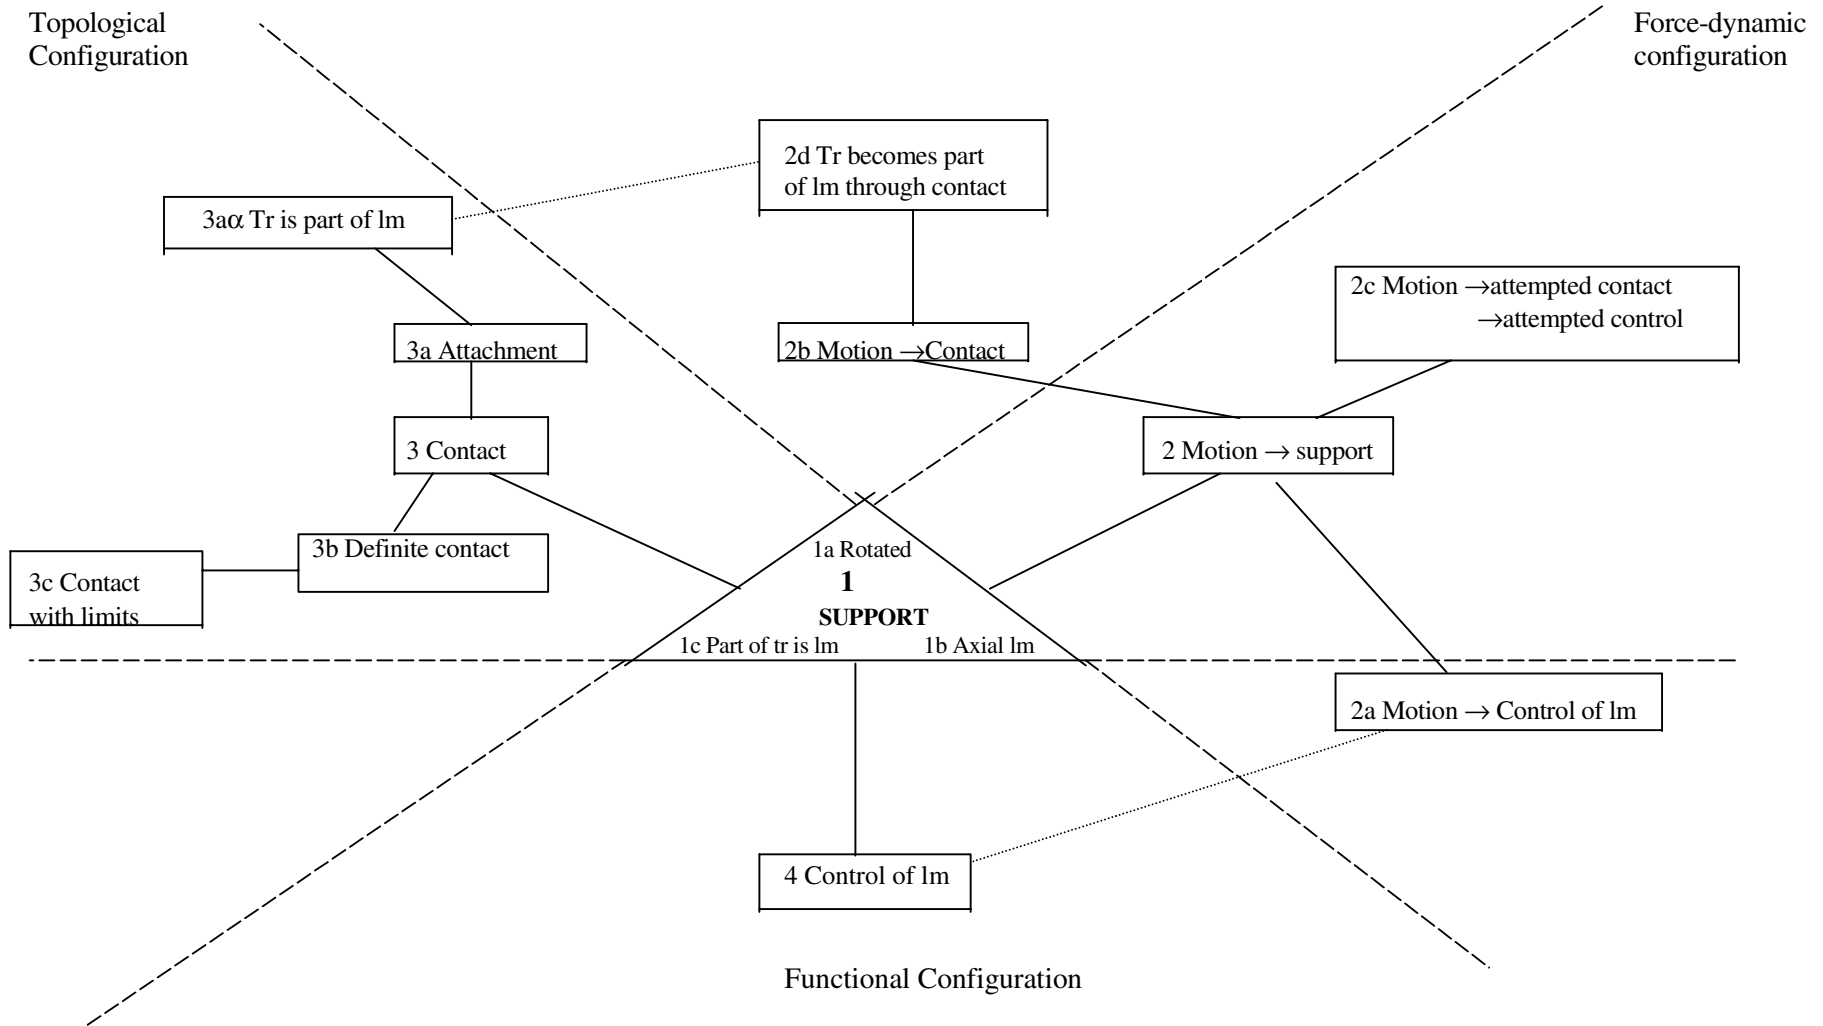 Topological
Configuration
Force-dynamic
configuration
2d Tr becomes part
of lm through contact
3aα Tr is part of lm
2c Motion →attempted contact
→attempted control
3a Attachment
2b Motion →Contact
3 Contact
2 Motion → support
3b Definite contact
3c Contact
with limits
1a Rotated
1
SUPPORT
1c Part of tr is lm
1b Axial lm
2a Motion → Control of lm
4 Control of lm
Functional Configuration